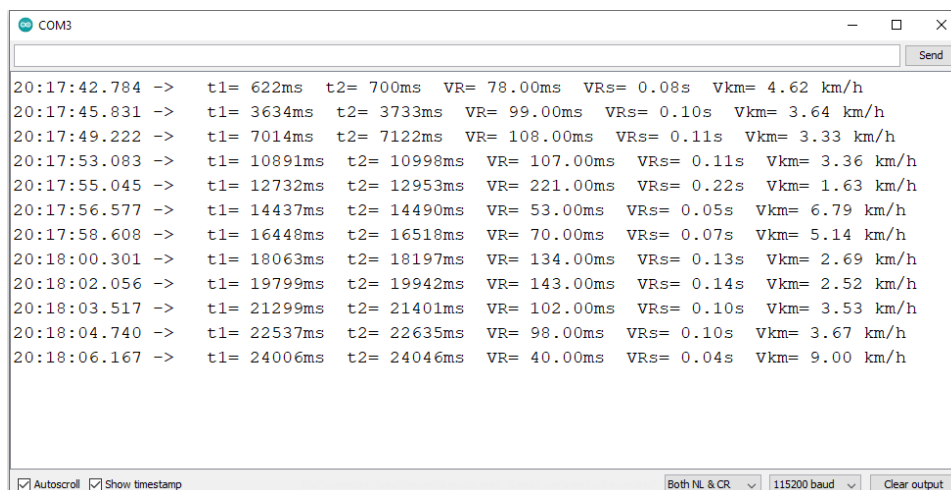 COM3
Send
20:17:42.784 -> t1= 622ms t2= 700ms VR= 78.00ms VRs= 0.08s Vkm= 4.62 km/h
20:17:45.831 -> t1= 3634ms t2= 3733ms VR= 99.00ms VRs= 0.10s Vkm= 3.64 km/h
20:17:49.222 -> t1= 7014ms t2= 7122ms VR= 108.00ms VRs= 0.11s Vkm= 3.33 km/h
20:17:53.083 -> t1= 10891ms t2= 10998ms VR= 107.00ms VRs= 0.11s Vkm= 3.36 km/h
20:17:55.045 -> t1= 12732ms t2= 12953ms VR= 221.00ms VRs= 0.22s Vkm= 1.63 km/h
20:17:56.577 -> t1= 14437ms t2= 14490ms VR= 53.00ms VRs= 0.05s Vkm= 6.79 km/h
20:17:58.608 -> t1= 16448ms t2= 16518ms VR= 70.00ms VRs= 0.07s Vkm= 5.14 km/h
20:18:00.301 -> t1= 18063ms t2= 18197ms VR= 134.00ms VRs= 0.13s Vkm= 2.69 km/h
20:18:02.056 -> t1= 19799ms t2= 19942ms VR= 143.00ms VRs= 0.14s Vkm= 2.52 km/h
20:18:03.517 -> t1= 21299ms t2= 21401ms VR= 102.00ms VRs= 0.10s Vkm= 3.53 km/h
20:18:04.740 -> t1= 22537ms t2= 22635ms VR= 98.00ms VRs= 0.10s Vkm= 3.67 km/h
20:18:06.167 -> t1= 24006ms t2= 24046ms VR= 40.00ms VRs= 0.04s Vkm= 9.00 km/h
Autoscroll Show timestamp Both NL & CR 115200 baud Clear output